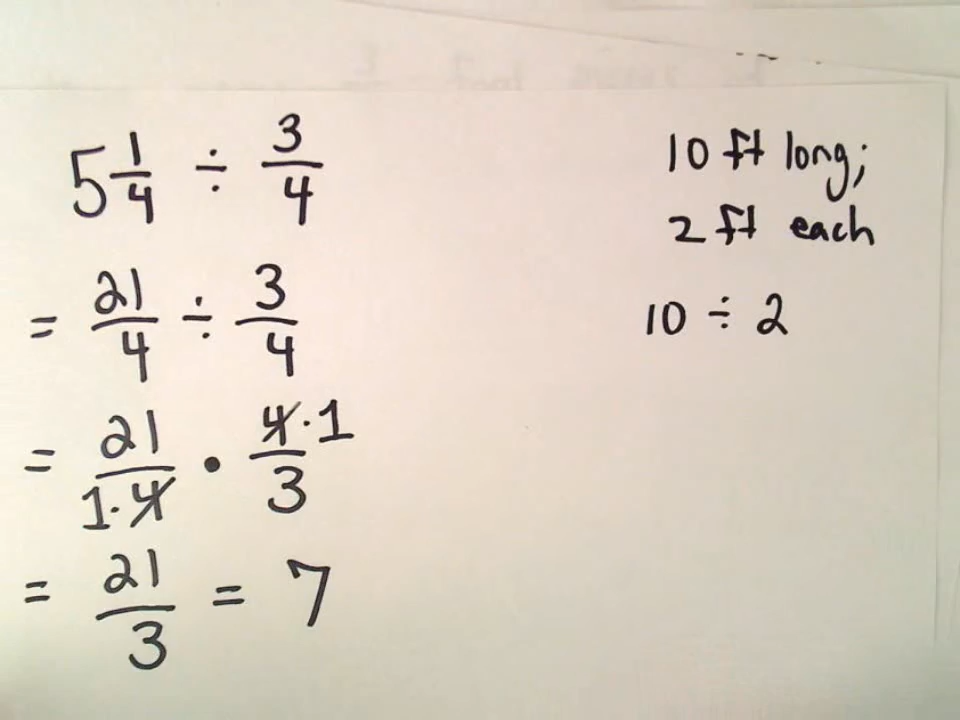 5 1/4 ÷ 3/4
= 21/4 ÷ 3/4
= 21/(1·4) · (4·1)/3
= 21/3 = 7
10 ft long;
2 ft each
10 ÷ 2